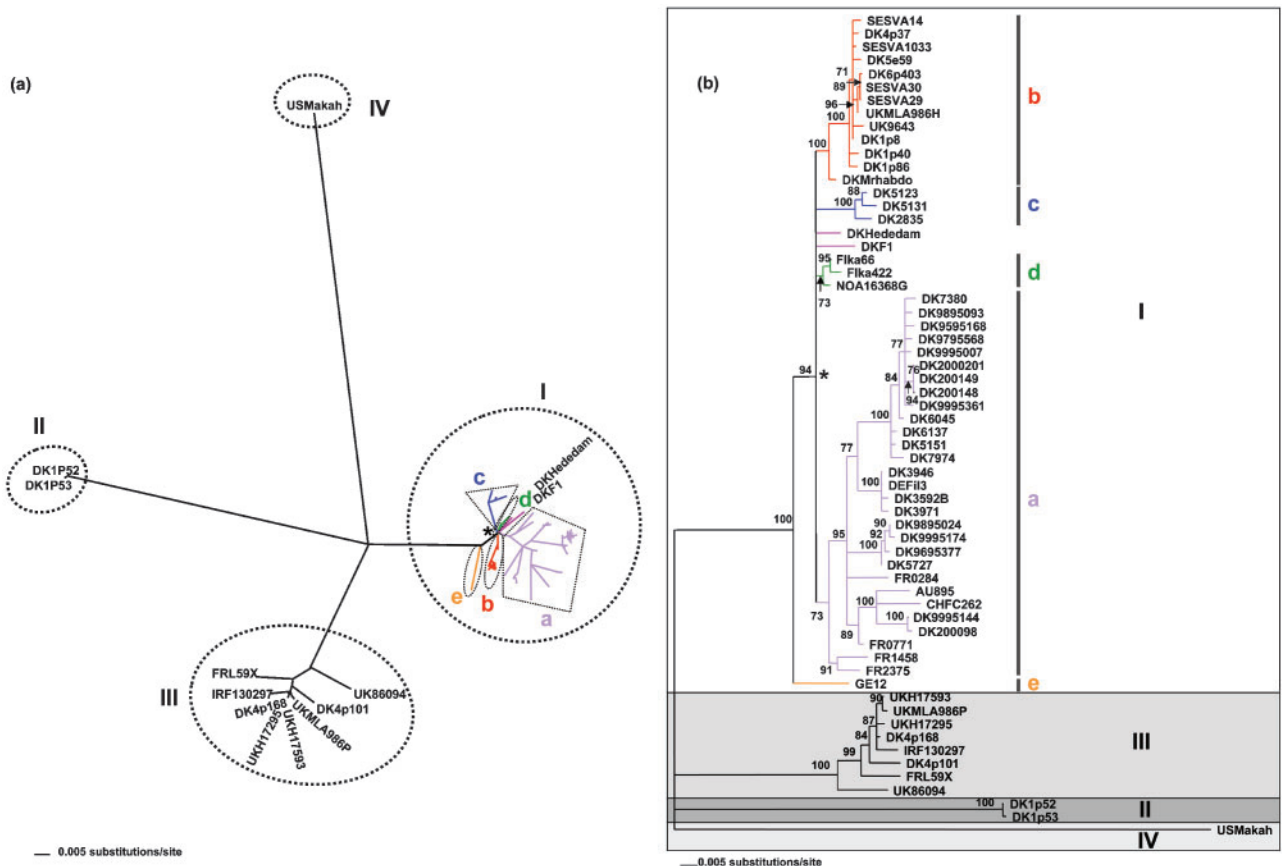 (a)
USMakah
IV
II
DK1P52
DK1P53
I
DKHededam
DKF1
c
d
*
e
b
a
III
FRL59X
IRF130297
DK4p168
UKH17295
UKH17593
UKMLA986P
DK4p101
UK86094
0.005 substitutions/site
(b)
SESVA14
DK4p37
SESVA1033
DK5e59
71
DK6p403
89
SESVA30
96
SESVA29
UKMLA986H
100
UK9643
DK1p8
100
DK1p40
DK1p86
DKMrhabdo
b
88
DK5123
100
DK5131
DK2835
c
DKHededam
DKF1
95
Fika66
Fika422
NOA16368G
73
d
I
DK7380
DK9895093
DK9595168
DK9795568
77
DK9995007
DK2000201
94
*
84
76
DK200149
DK200148
94
DK9995361
100
DK6045
DK6137
77
DK5151
DK7974
DK3946
100
DEFil3
DK3592B
DK3971
a
100
95
90
DK9895024
92
DK9995174
100
DK9695377
DK5727
FR0284
AU895
100
CHFC262
73
100
DK9995144
89
DK200098
FR0771
FR1458
91
FR2375
GE12
e
90
UKH17593
UKMLA986P
87
UKH17295
84
DK4p168
99
IRF130297
100
DK4p101
FRL59X
UK86094
III
100
DK1p52
DK1p53
II
USMakah
IV
0.005 substitutions/site